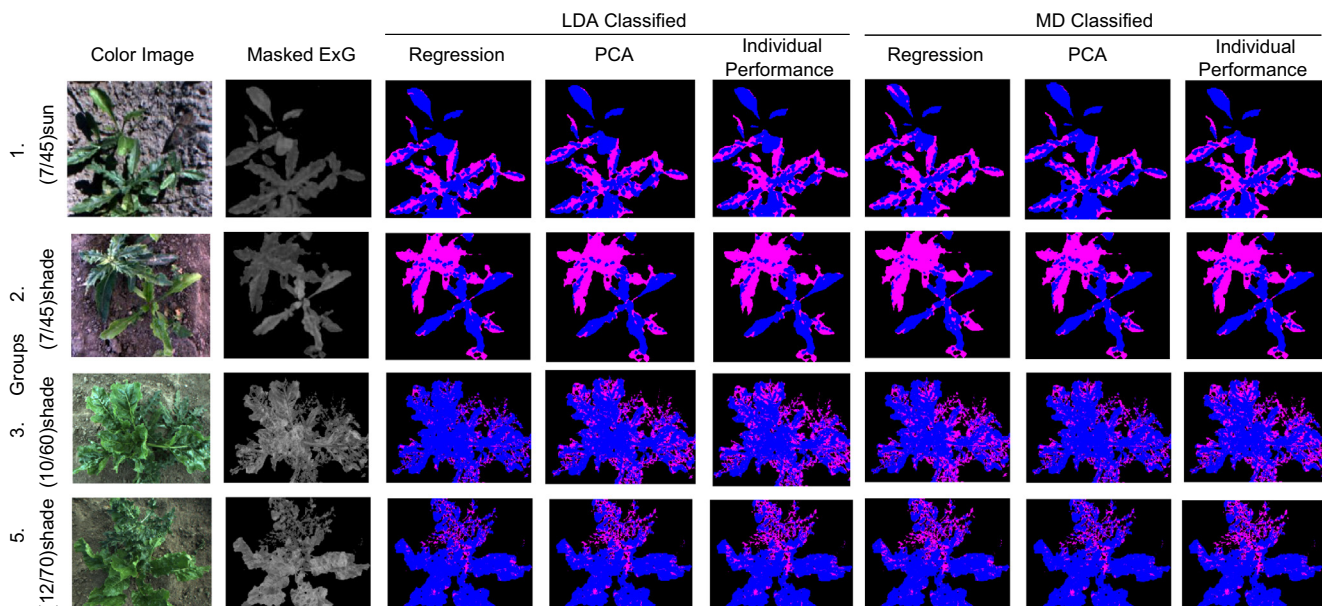 LDA Classified
MD Classified
Color Image
Masked ExG
Regression
PCA
Individual
Performance
Regression
PCA
Individual
Performance
Groups
1.
(7/45)sun
2.
(7/45)shade
3.
(10/60)shade
5.
12/70)shade